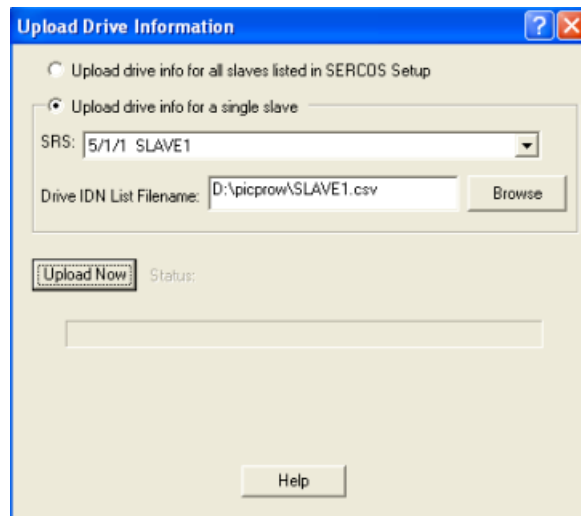 Upload Drive Information
Upload drive info for all slaves listed in SERCOS Setup
Upload drive info for a single slave
SRS: 5/1/1 SLAVE1
Drive IDN List Filename: D:\picprow\SLAVE1.csv Browse
Upload Now Status:
Help